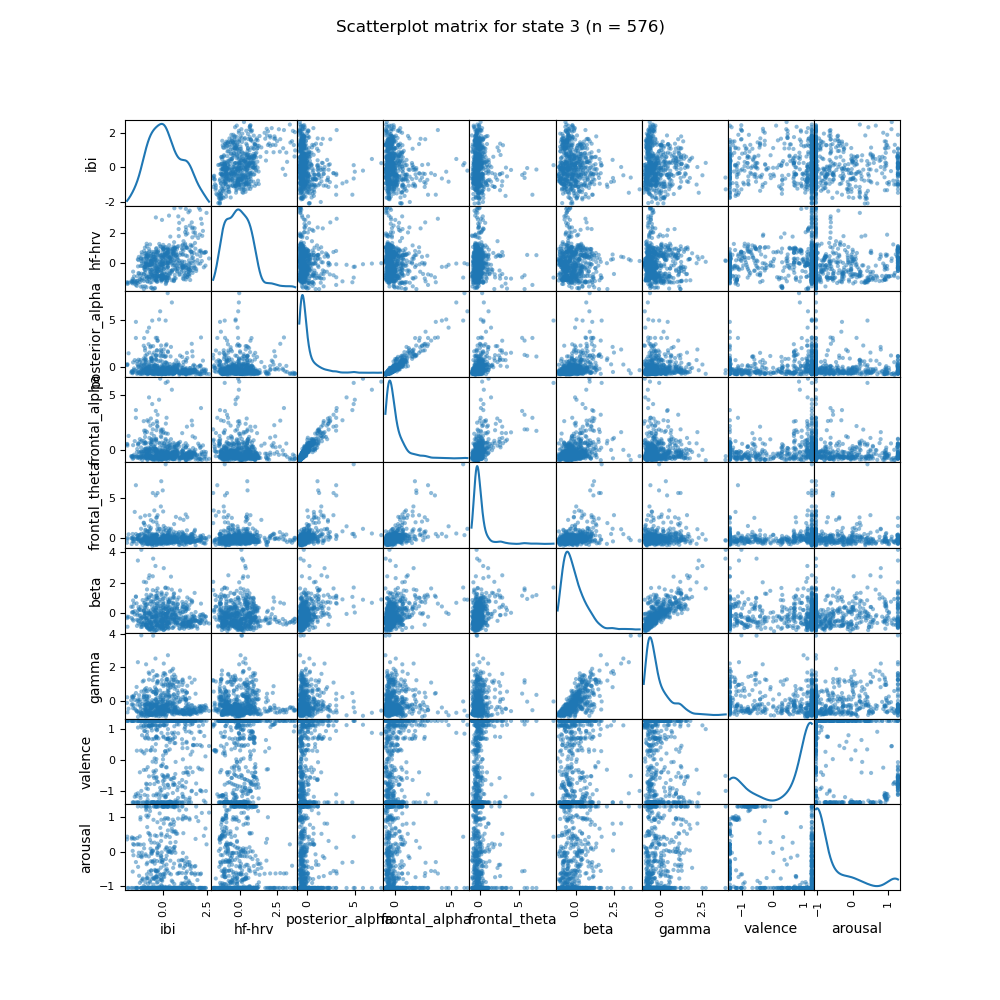 Scatterplot matrix for state 3 (n = 576)
ibi
2
0
-2
hf-hrv
2
0
posterior_alpha
5
0
frontal_alpha
5
0
frontal_theta
5
0
beta
4
2
0
gamma
4
2
0
valence
1
0
−1
arousal
1
0
−1
0.0 2.5 0.0 2.5 0 5 0 5 0 5 0.0 2.5 0.0 2.5 −1 0 1 −1 0 1
ibi hf-hrv posterior_alpha frontal_alpha frontal_theta beta gamma valence arousal